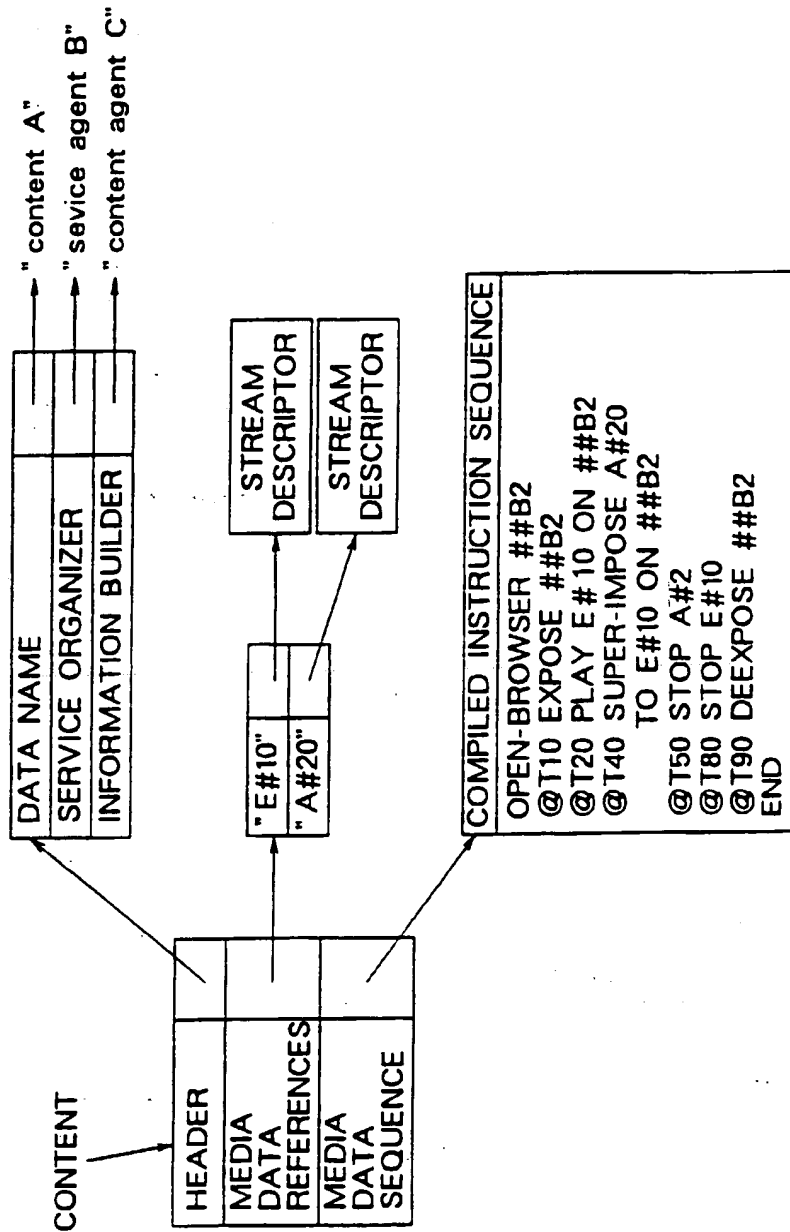 CONTENT
HEADER
MEDIA
DATA
REFERENCES
MEDIA
DATA
SEQUENCE
DATA NAME
SERVICE ORGANIZER
INFORMATION BUILDER
" content A"
" sevice agent B"
" content agent C"
" E#10"
" A#20"
STREAM
DESCRIPTOR
STREAM
DESCRIPTOR
COMPILED INSTRUCTION SEQUENCE
OPEN-BROWSER ##B2
@T10 EXPOSE ##B2
@T20 PLAY E# 10 ON ##B2
@T40 SUPER-IMPOSE A#20
TO E#10 ON ##B2
@T50 STOP A#2
@T80 STOP E#10
@T90 DEEXPOSE ##B2
END